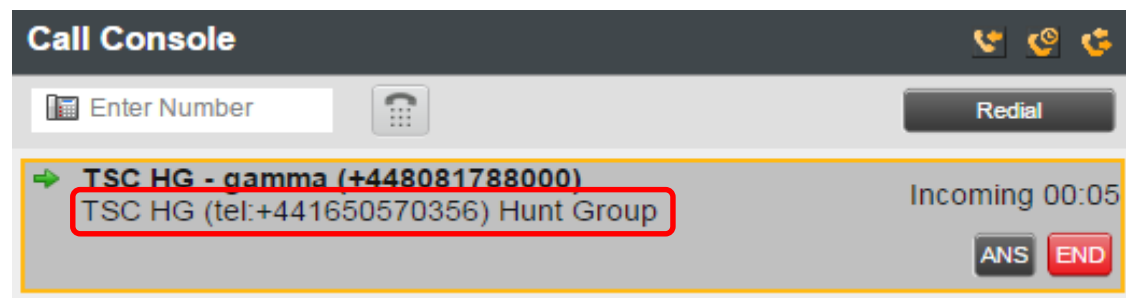 Call Console
Enter Number
Redial
TSC HG - gamma (+448081788000)
TSC HG (tel:+441650570356) Hunt Group
Incoming 00:05
ANS END